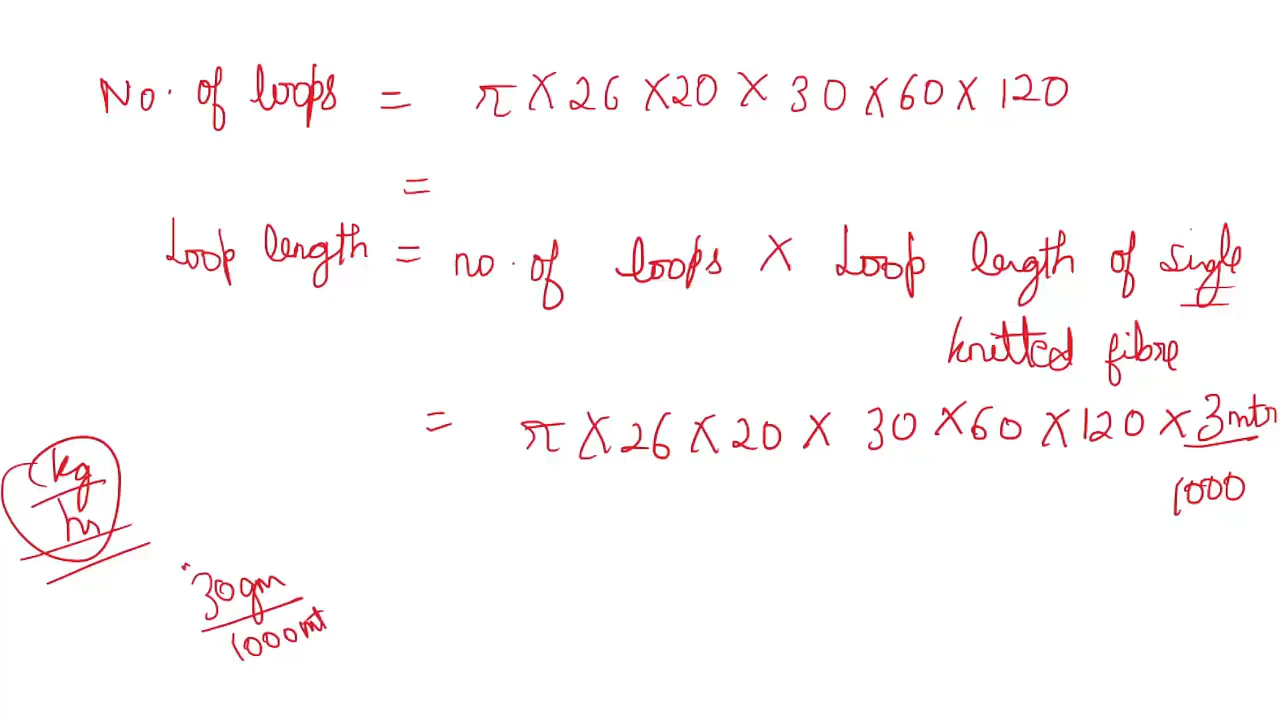 No. of loops = π × 26 × 20 × 30 × 60 × 120
=
Loop length = no. of loops × Loop length of single
knitted fibre
= π × 26 × 20 × 30 × 60 × 120 × 3mtr
1000
kg
hr
30gm
1000mt